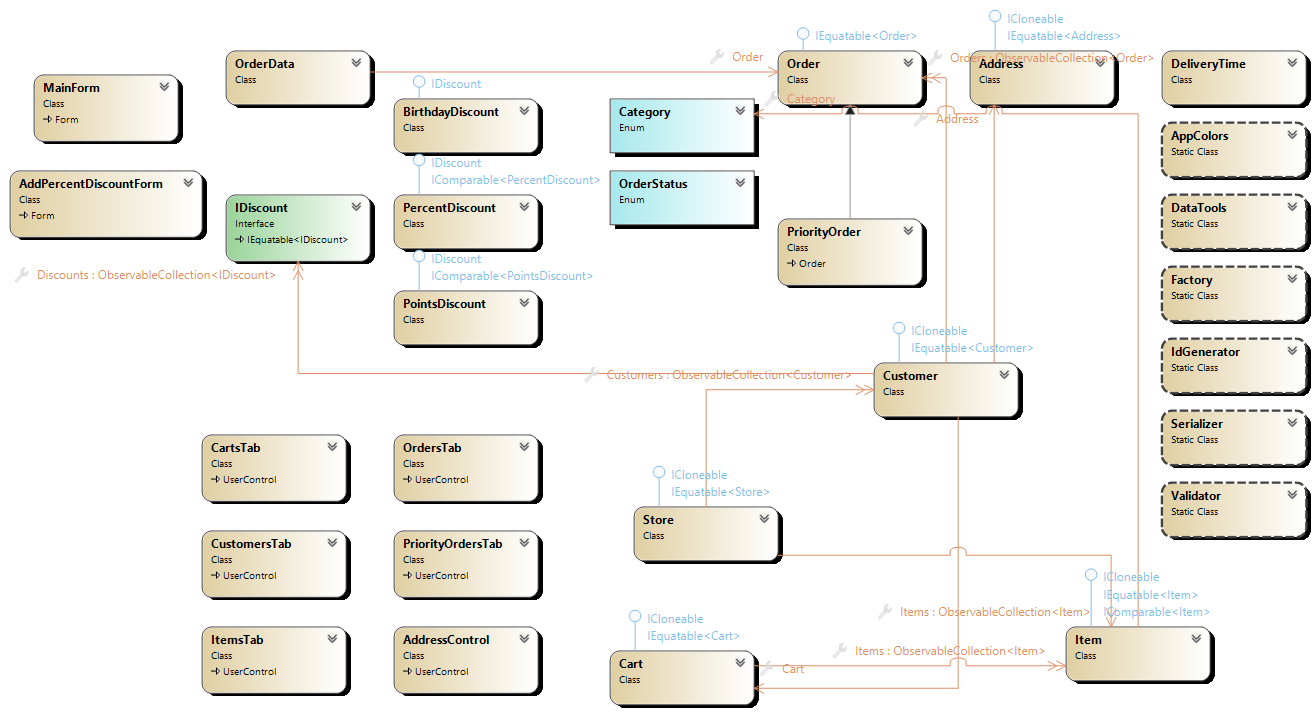 MainForm
Class
Form
AddPercentDiscountForm
Class
Form
OrderData
Class
IDiscount
Interface
IEquatable<IDiscount>
Discounts : ObservableCollection<IDiscount>
IDiscount
BirthdayDiscount
Class
IDiscount
IComparable<PercentDiscount>
PercentDiscount
Class
IDiscount
IComparable<PointsDiscount>
PointsDiscount
Class
Order
Category
Enum
Category
OrderStatus
Enum
IEquatable<Order>
Order
Class
PriorityOrder
Class
Order
ICloneable
IEquatable<Address>
Orders : ObservableCollection<Order>
Address
Class
Address
DeliveryTime
Class
AppColors
Static Class
DataTools
Static Class
Factory
Static Class
IdGenerator
Static Class
Serializer
Static Class
Validator
Static Class
ICloneable
IEquatable<Customer>
Customers : ObservableCollection<Customer>
Customer
Class
CartsTab
Class
UserControl
OrdersTab
Class
UserControl
CustomersTab
Class
UserControl
PriorityOrdersTab
Class
UserControl
ItemsTab
Class
UserControl
AddressControl
Class
UserControl
ICloneable
IEquatable<Store>
Store
Class
ICloneable
IEquatable<Cart>
Cart
Class
Cart
Items : ObservableCollection<Item>
Items : ObservableCollection<Item>
ICloneable
IEquatable<Item>
IComparable<Item>
Item
Class